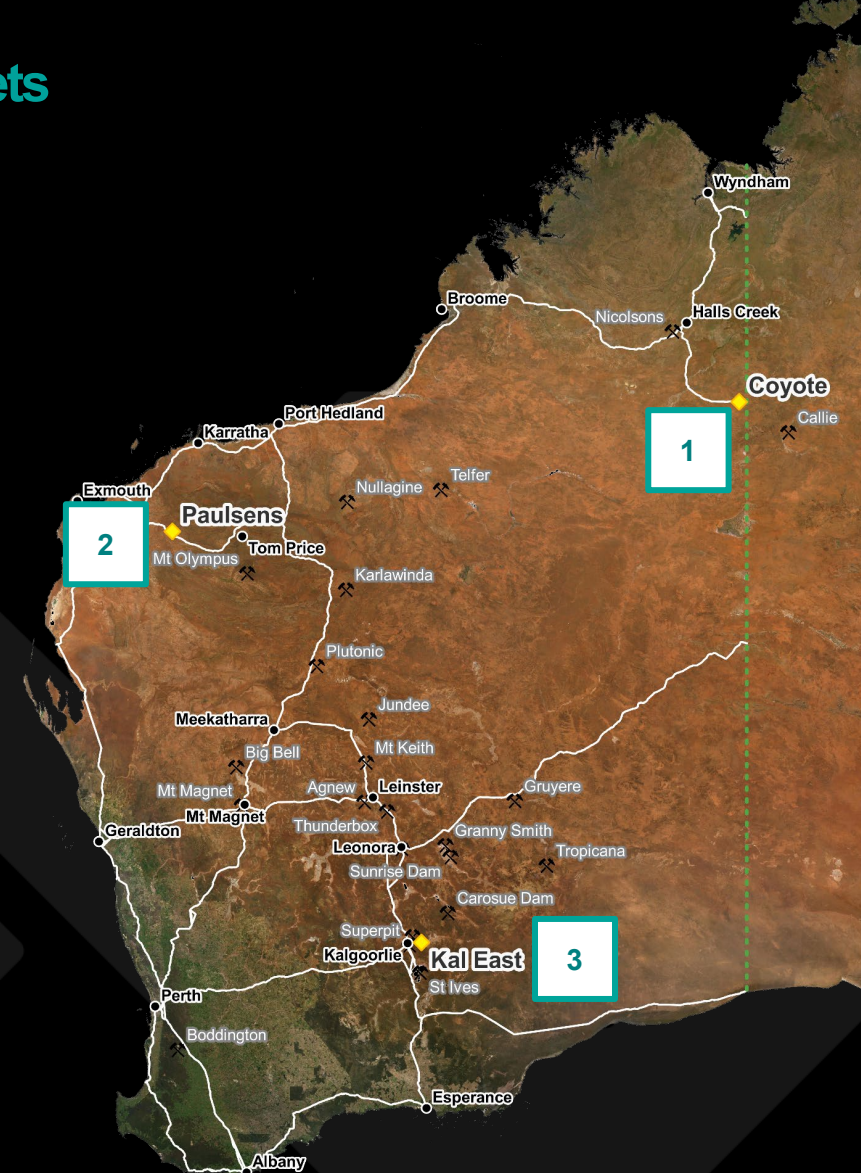 ets
Wyndham
Broome
Nicolsons
Halls Creek
Coyote
Callie
1
Port Hedland
Karratha
Telfer
Nullagine
Exmouth
Paulsens
2
Tom Price
Mt Olympus
Karlawinda
Plutonic
Jundee
Meekatharra
Mt Keith
Big Bell
Agnew
Leinster
Gruyere
Mt Magnet
Mt Magnet
Thunderbox
Geraldton
Granny Smith
Leonora
Tropicana
Sunrise Dam
Carosue Dam
Superpit
Kalgoorlie
Kal East
3
St Ives
Perth
Boddington
Esperance
Albany